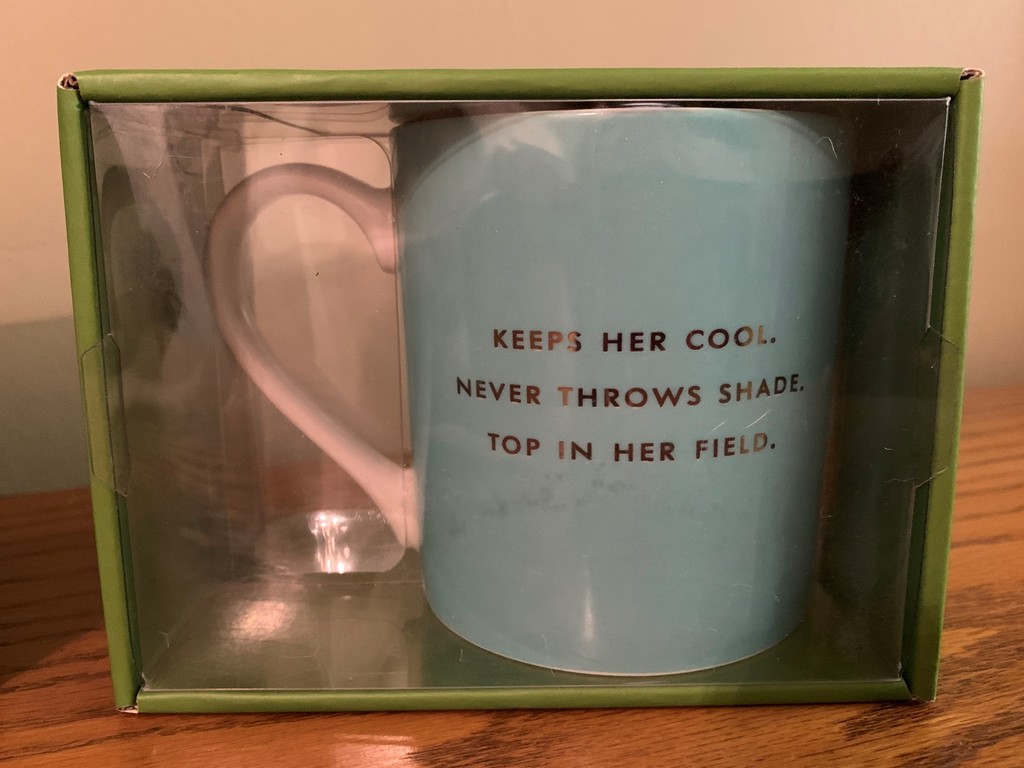 KEEPS HER COOL.
NEVER THROWS SHADE.
TOP IN HER FIELD.